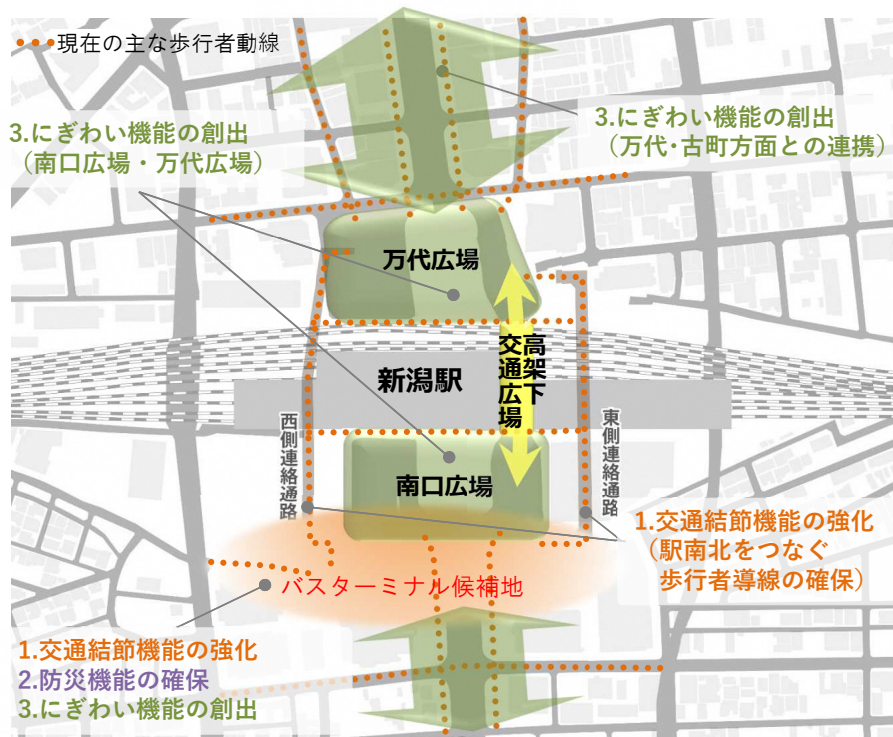 現在の主な歩行者動線
3.にぎわい機能の創出
（南口広場・万代広場）
3.にぎわい機能の創出
（万代・古町方面との連携）
万代広場
高架下
交通広場
新潟駅
西側連絡通路
東側連絡通路
南口広場
1.交通結節機能の強化
（駅南北をつなぐ
歩行者導線の確保）
バスターミナル候補地
1.交通結節機能の強化
2.防災機能の確保
3.にぎわい機能の創出